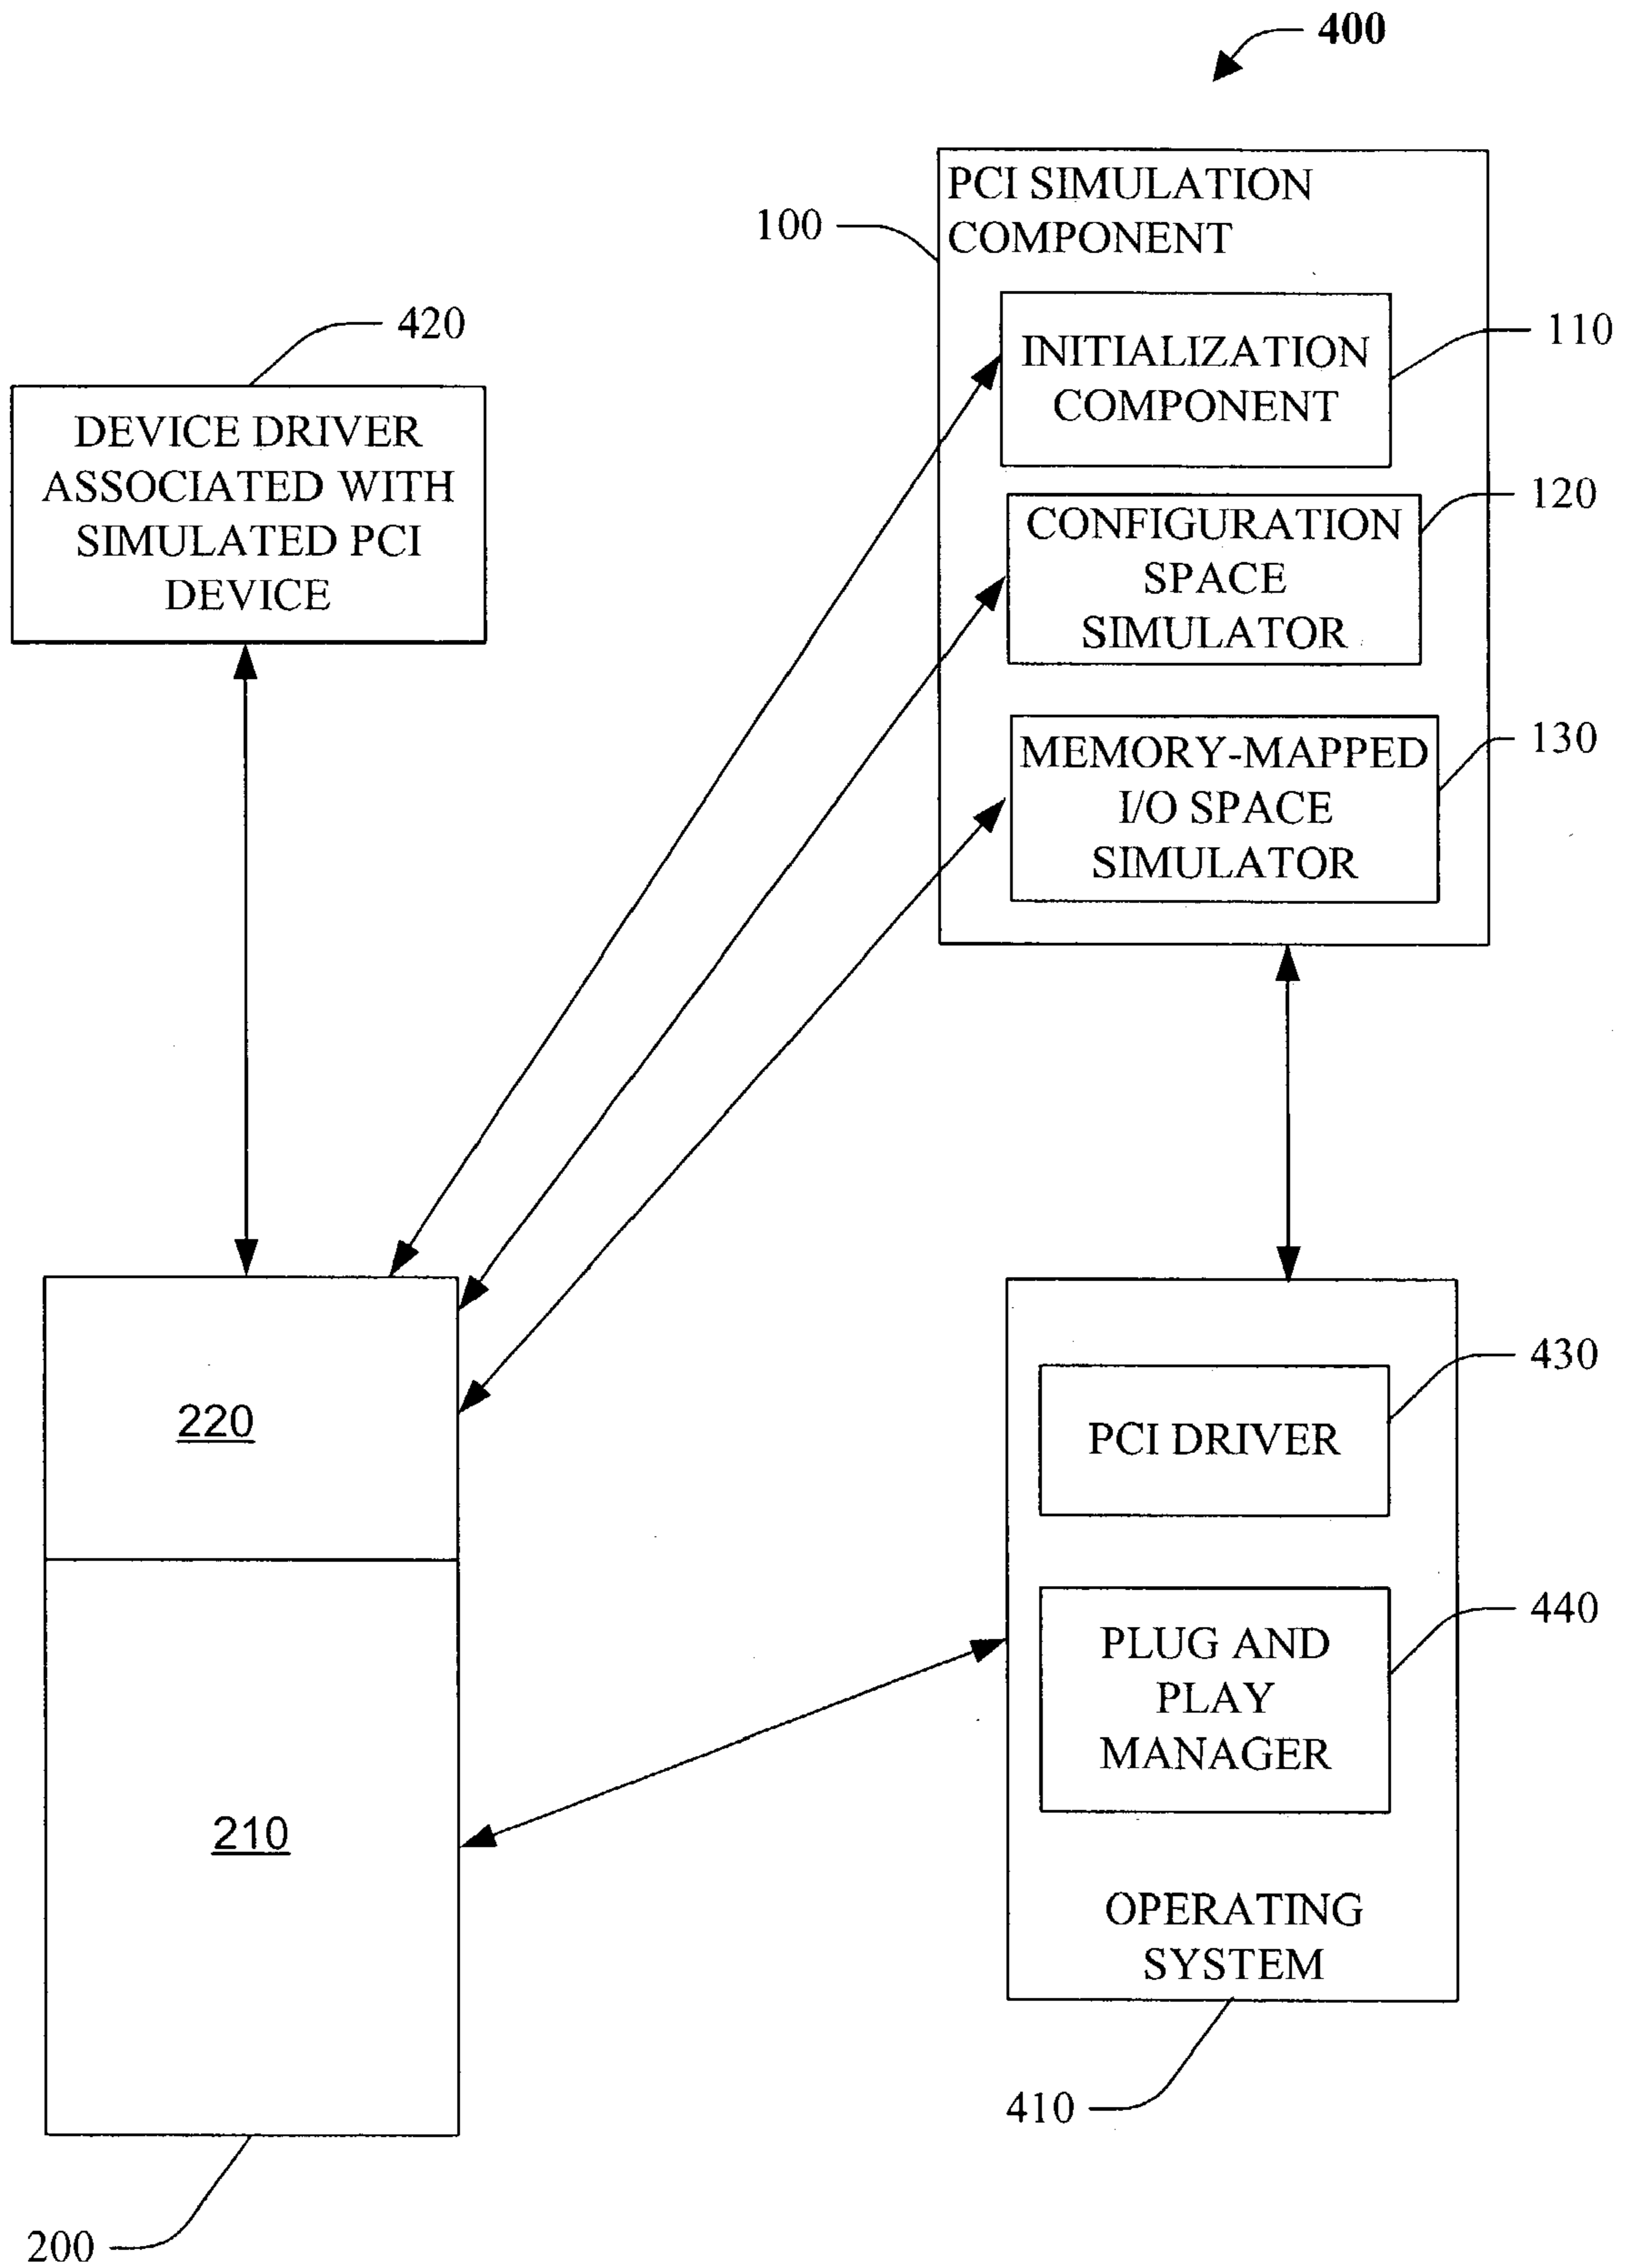 400
PCI SIMULATION
COMPONENT
100
INITIALIZATION
COMPONENT
110
420
DEVICE DRIVER
ASSOCIATED WITH
SIMULATED PCI
DEVICE
CONFIGURATION
SPACE
SIMULATOR
120
MEMORY-MAPPED
I/O SPACE
SIMULATOR
130
220
210
200
PCI DRIVER
430
PLUG AND
PLAY
MANAGER
440
OPERATING
SYSTEM
410